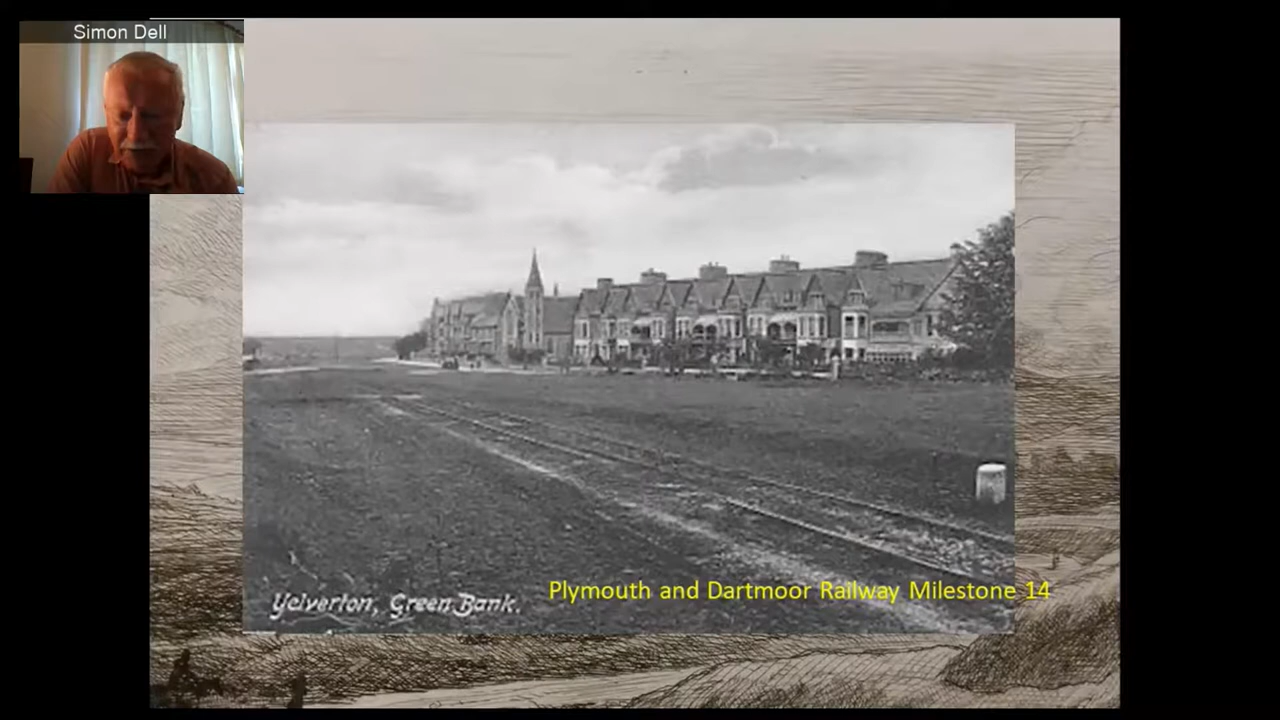 Simon Dell
Plymouth and Dartmoor Railway Milestone 14
Yelverton, Green Bank.